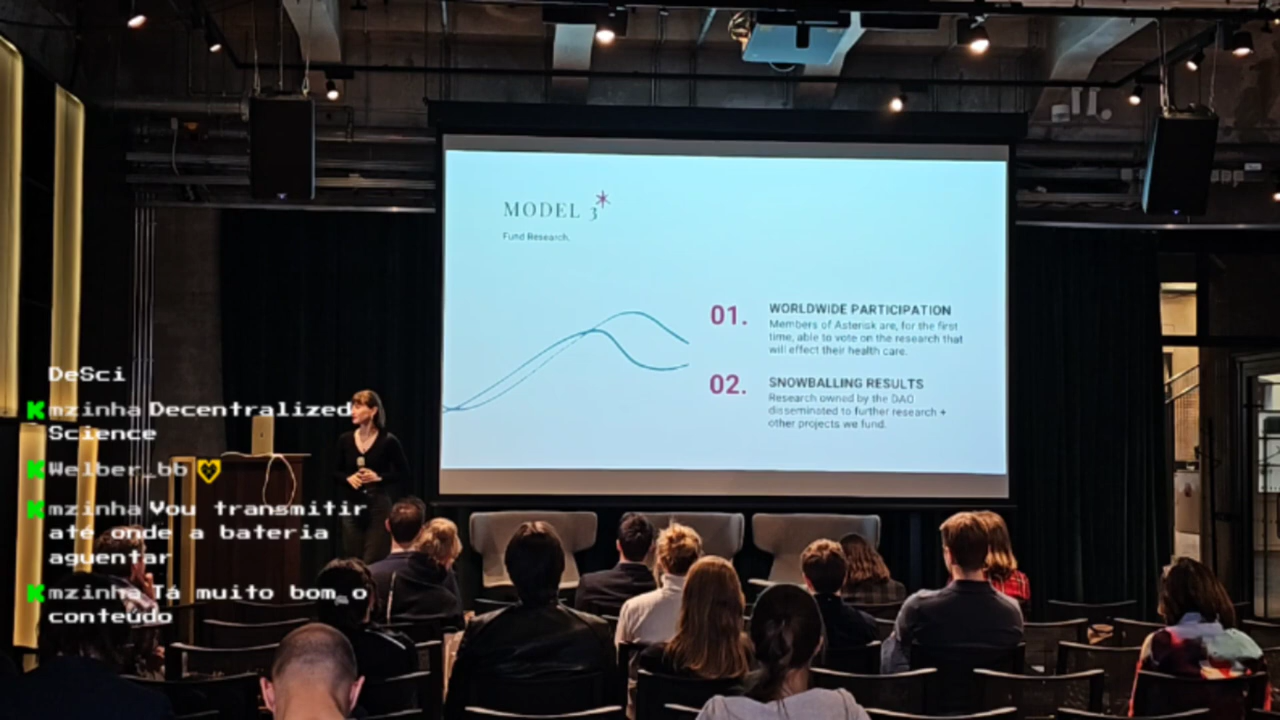 MODEL 3*
Fund Research.
01. WORLDWIDE PARTICIPATION
Members of Asterisk are, for the first
time, able to vote on the research that
will effect their health care.
02. SNOWBALLING RESULTS
Research owned by the DAO
disseminated to further research +
other projects we fund.
DeSci
K mzinha Decentralized
Science
K Welber_bb
K mzinha Vou transmitir
até onde a bateria
aguentar
K mzinha Tá muito bom o
conteúdo